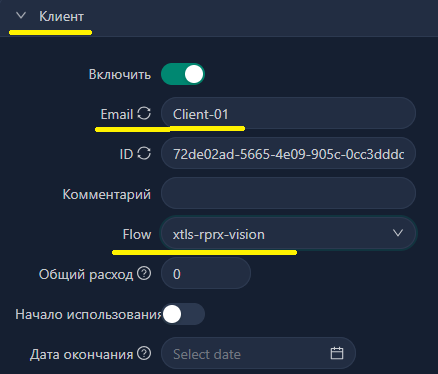 Клиент
Включить
Email Client-01
ID 72de02ad-5665-4e09-905c-0cc3dddc
Комментарий
Flow xtls-rprx-vision
Общий расход 0
Начало использования
Дата окончания Select date